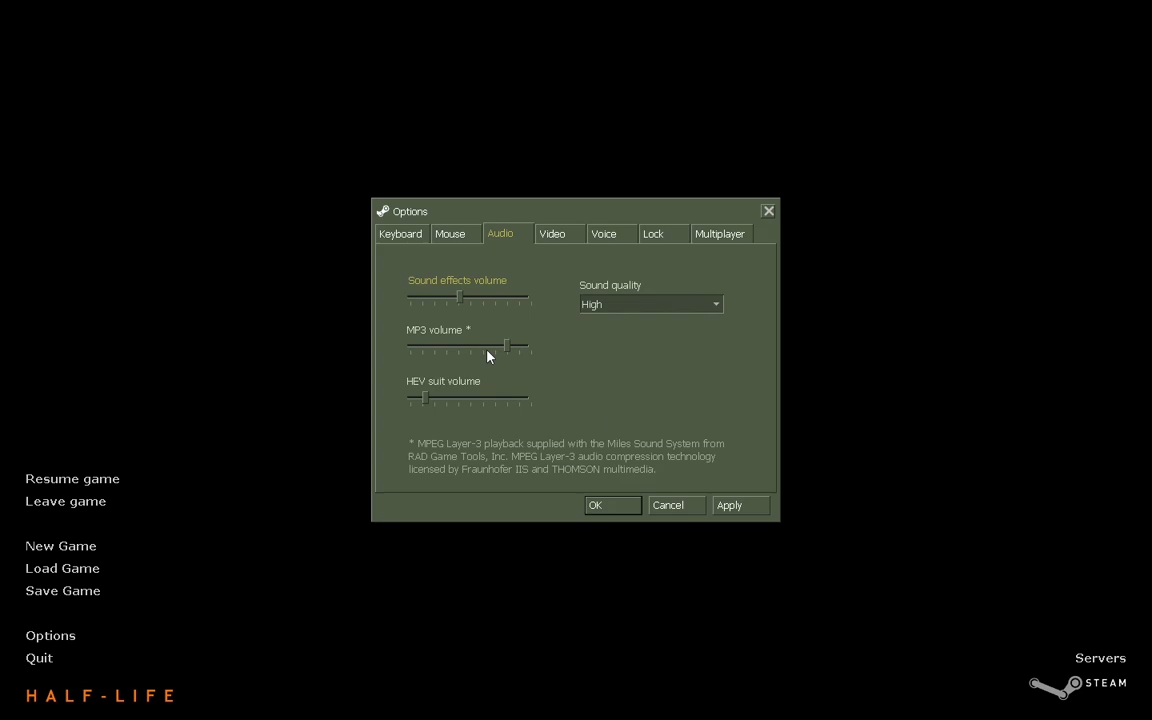 Options
Keyboard Mouse Audio Video Voice Lock Multiplayer
Sound effects volume
Sound quality
High
MP3 volume *
HEV suit volume
* MPEG Layer-3 playback supplied with the Miles Sound System from
RAD Game Tools, Inc. MPEG Layer-3 audio compression technology
licensed by Fraunhofer IIS and THOMSON multimedia.
OK Cancel Apply
Resume game
Leave game
New Game
Load Game
Save Game
Options
Quit
HALF-LIFE
Servers
STEAM